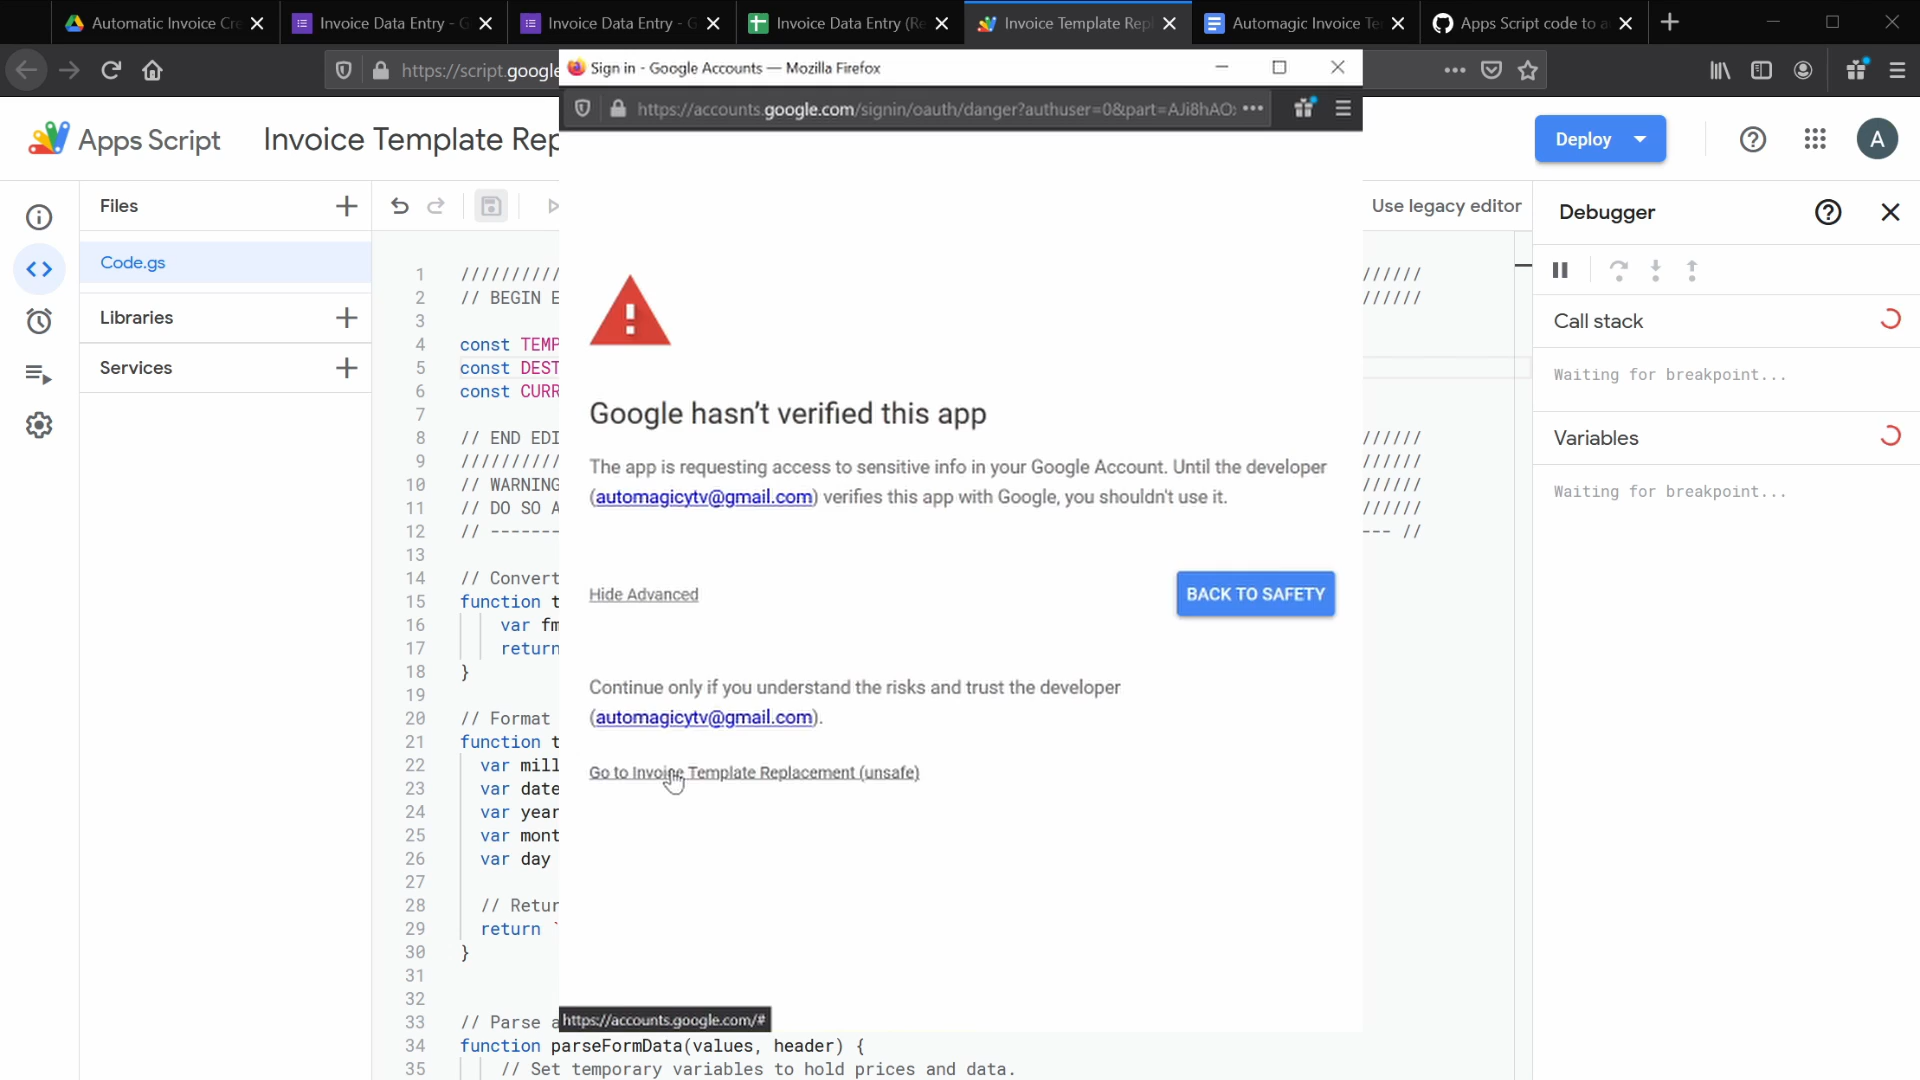 Automatic Invoice Cre
Invoice Data Entry - G
Invoice Data Entry - G
Invoice Data Entry (Re
Invoice Template Repl
Automagic Invoice Te
Apps Script code to a
https://script.google
Sign in - Google Accounts — Mozilla Firefox
https://accounts.google.com/signin/oauth/danger?authuser=0&part=AJi8hAO
Apps Script
Invoice Template Rep
Deploy
A
Files
Use legacy editor
Debugger
Code.gs
Libraries
Services
Call stack
Waiting for breakpoint...
Variables
Waiting for breakpoint...
1 ////////// //////
2 // BEGIN E //////
3
4 const TEMP
5 const DEST
6 const CURR
7
8 // END EDI //////
9 ////////// //////
10 // WARNING //////
11 // DO SO A //////
12 // ------- --- //
13
14 // Convert
15 function t
16 var fm
17 return
18 }
19
20 // Format
21 function t
22 var mill
23 var date
24 var year
25 var mont
26 var day
27
28 // Retur
29 return `
30 }
31
32
33 // Parse a
34 function parseFormData(values, header) {
35 // Set temporary variables to hold prices and data.
Google hasn't verified this app
The app is requesting access to sensitive info in your Google Account. Until the developer
(automagicytv@gmail.com) verifies this app with Google, you shouldn't use it.
Hide Advanced
BACK TO SAFETY
Continue only if you understand the risks and trust the developer
(automagicytv@gmail.com).
Go to Invoice Template Replacement (unsafe)
https://accounts.google.com/#